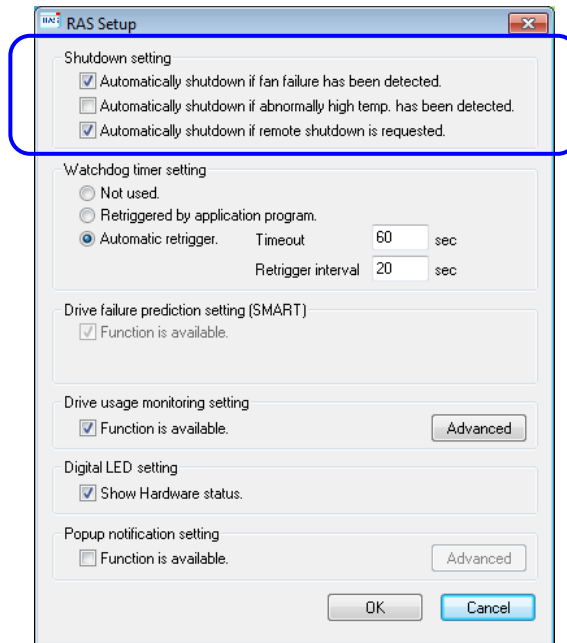 RAS Setup
Shutdown setting
Automatically shutdown if fan failure has been detected.
Automatically shutdown if abnormally high temp. has been detected.
Automatically shutdown if remote shutdown is requested.
Watchdog timer setting
Not used.
Retriggered by application program.
Automatic retrigger. Timeout 60 sec
Retrigger interval 20 sec
Drive failure prediction setting (SMART)
Function is available.
Drive usage monitoring setting
Function is available. Advanced
Digital LED setting
Show Hardware status.
Popup notification setting
Function is available. Advanced
OK Cancel